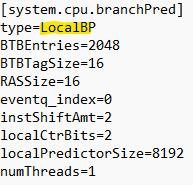 [system.cpu.branchPred]
type=LocalBP
BTBEntries=2048
BTBTagSize=16
RASSize=16
eventq_index=0
instShiftAmt=2
localCtrBits=2
localPredictorSize=8192
numThreads=1